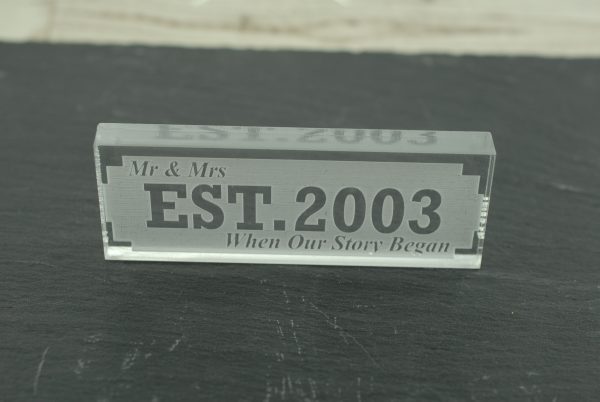 Mr & Mrs
EST.2003
When Our Story Began